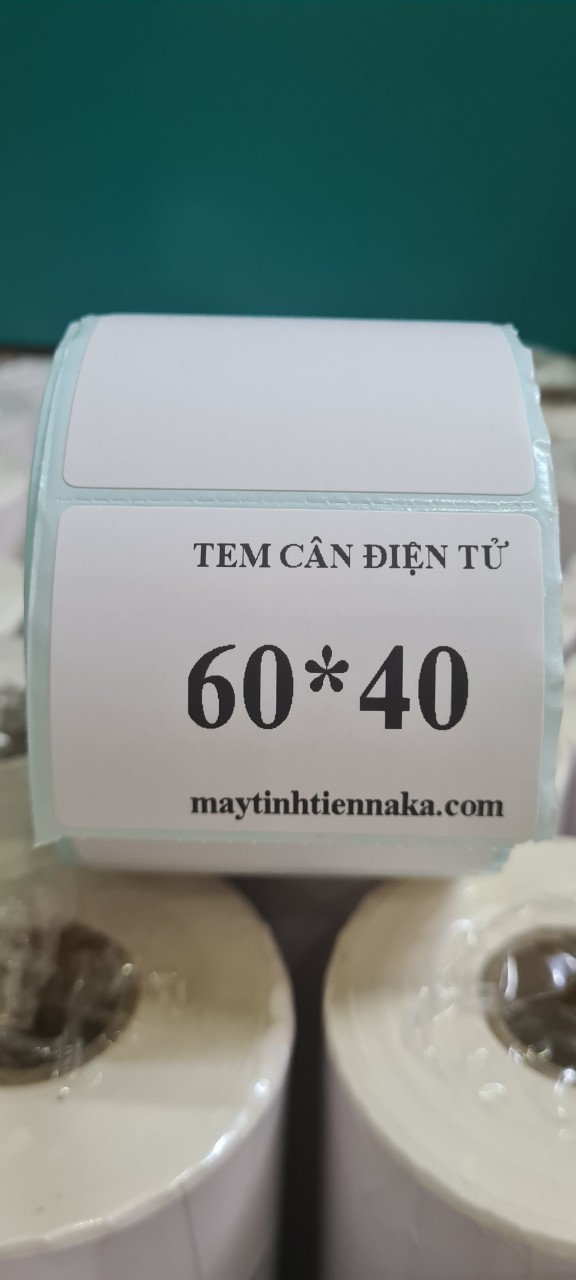 TEM CÂN ĐIỆN TỬ
60*40
maytinhtiennaka.com